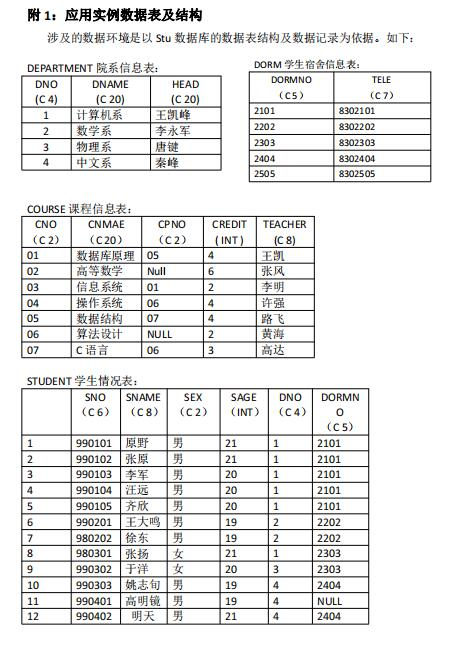 附 1：应用实例数据表及结构
涉及的数据环境是以 Stu 数据库的数据表结构及数据记录为依据。如下：
DEPARTMENT 院系信息表：
DNO DNAME HEAD
(C 4) (C 20) (C 20)
1 计算机系 王凯峰
2 数学系 李永军
3 物理系 唐键
4 中文系 秦峰
DORM 学生宿舍信息表：
DORMNO TELE
（C 5） （C 7）
2101 8302101
2202 8302202
2303 8302303
2404 8302404
2505 8302505
COURSE 课程信息表：
CNO CNMAE CPNO CREDIT TEACHER
（C 2） （C 20） （C 2） ( INT ) (C 8)
01 数据库原理 05 4 王凯
02 高等数学 Null 6 张风
03 信息系统 01 2 李明
04 操作系统 06 4 许强
05 数据结构 07 4 路飞
06 算法设计 NULL 2 黄海
07 C 语言 06 3 高达
STUDENT 学生情况表：
SNO SNAME SEX SAGE DNO DORMN
（C 6） （C 8） （C 2） （INT） （C 4） O
（C 5）
1 990101 原野 男 21 1 2101
2 990102 张原 男 21 1 2101
3 990103 李军 男 20 1 2101
4 990104 汪远 男 20 1 2101
5 990105 齐欣 男 20 1 2101
6 990201 王大鸣 男 19 2 2202
7 980202 徐东 男 19 2 2202
8 980301 张扬 女 21 1 2303
9 990302 于洋 女 20 3 2303
10 990303 姚志旬 男 19 4 2404
11 990401 高明镜 男 19 4 NULL
12 990402 明天 男 21 4 2404